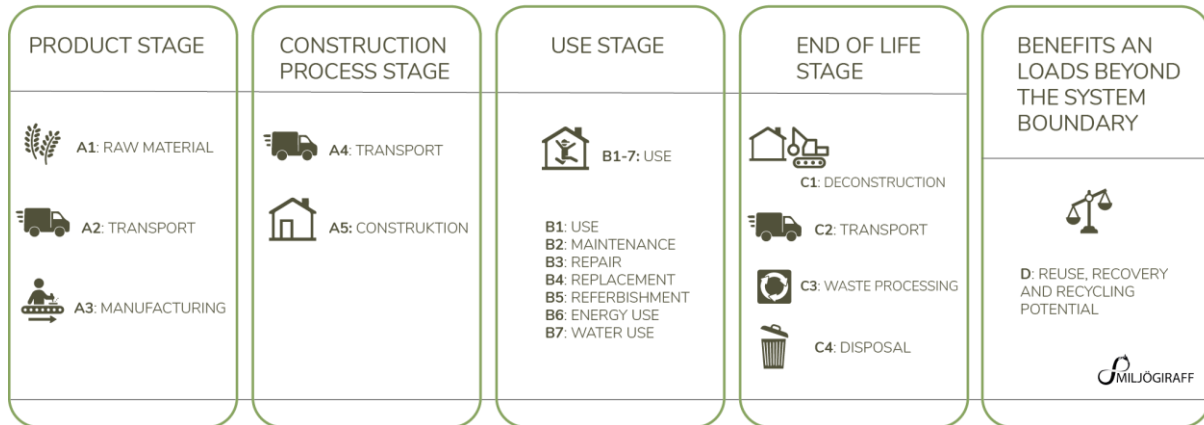 PRODUCT STAGE
A1: RAW MATERIAL
A2: TRANSPORT
A3: MANUFACTURING
CONSTRUCTION
PROCESS STAGE
A4: TRANSPORT
A5: CONSTRUKTION
USE STAGE
B1-7: USE
B1: USE
B2: MAINTENANCE
B3: REPAIR
B4: REPLACEMENT
B5: REFERBISHMENT
B6: ENERGY USE
B7: WATER USE
END OF LIFE
STAGE
C1: DECONSTRUCTION
C2: TRANSPORT
C3: WASTE PROCESSING
C4: DISPOSAL
BENEFITS AN
LOADS BEYOND
THE SYSTEM
BOUNDARY
D: REUSE, RECOVERY
AND RECYCLING
POTENTIAL
MILJÖGIRAFF